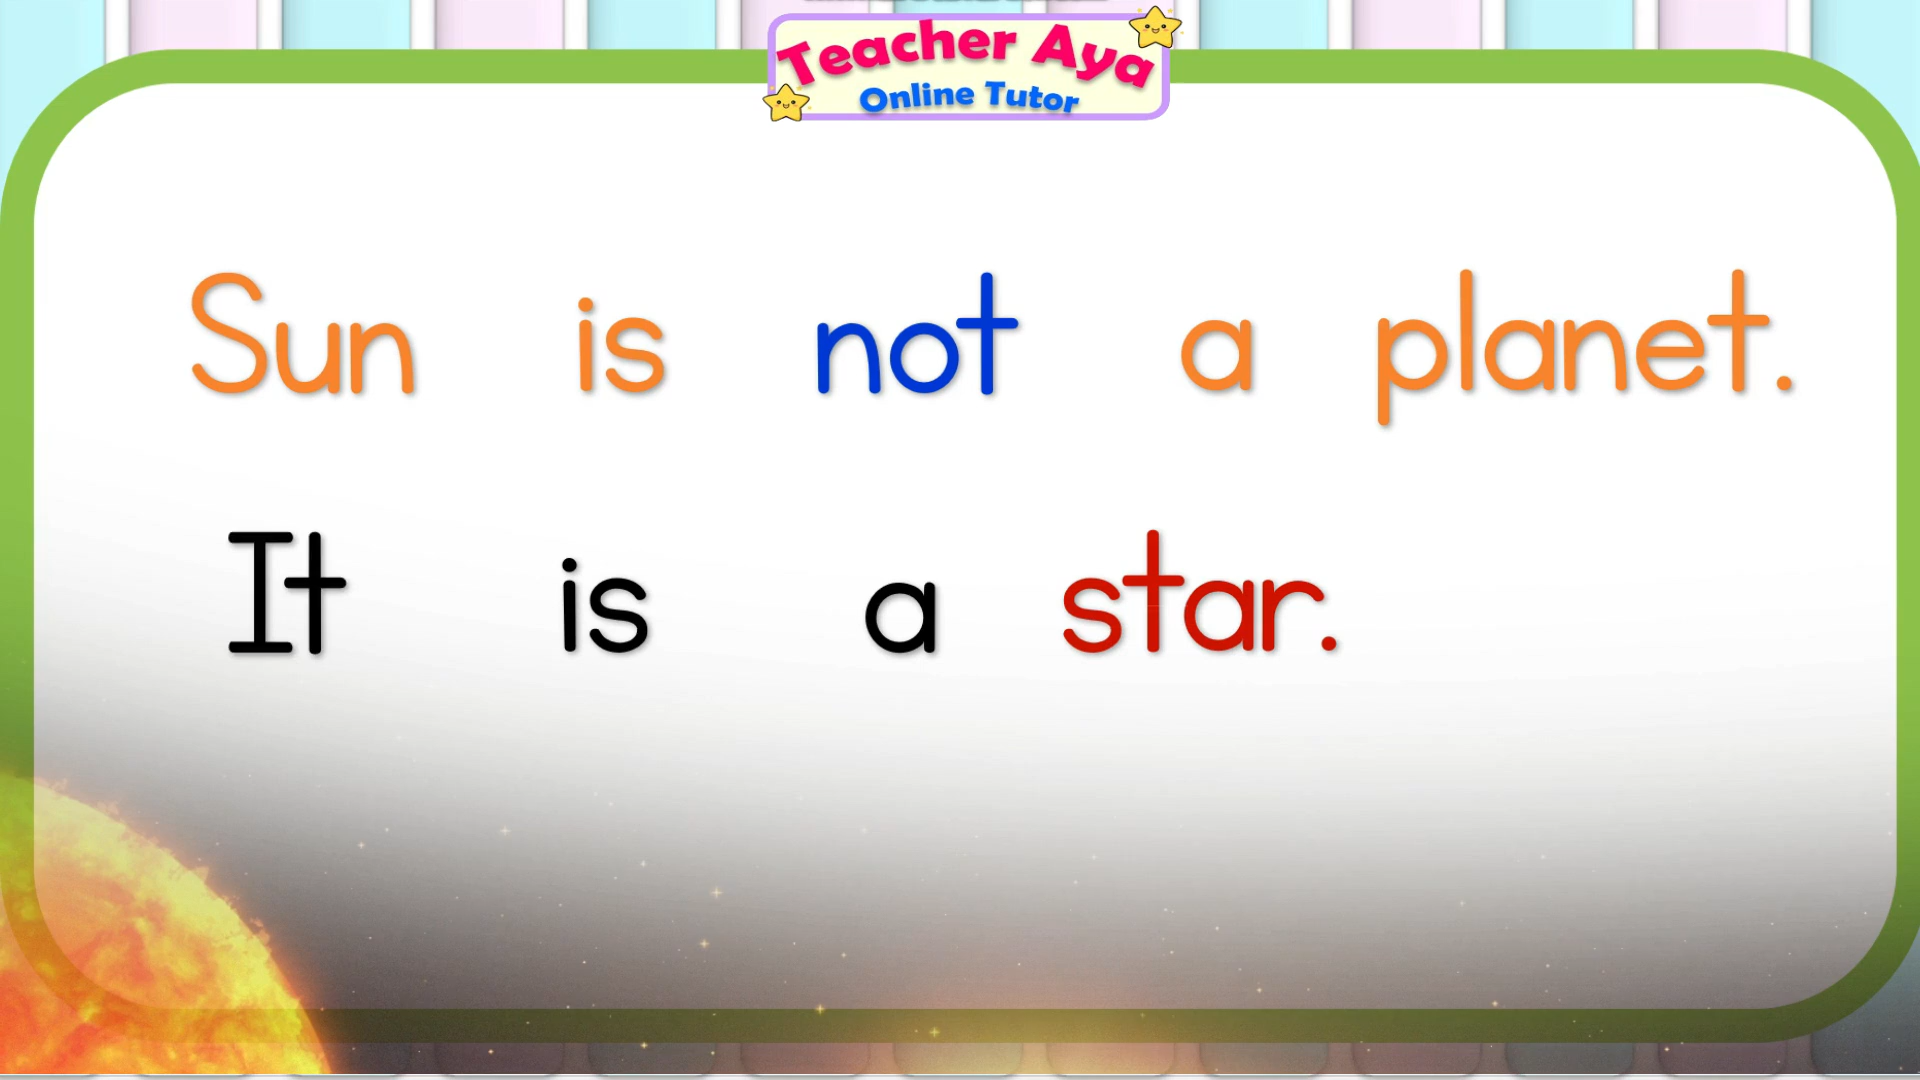 Teacher Aya
Online Tutor
Sun is not a planet.
It is a star.